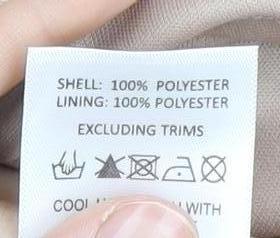 SHELL: 100% POLYESTER
LINING: 100% POLYESTER
EXCLUDING TRIMS
COOL WITH